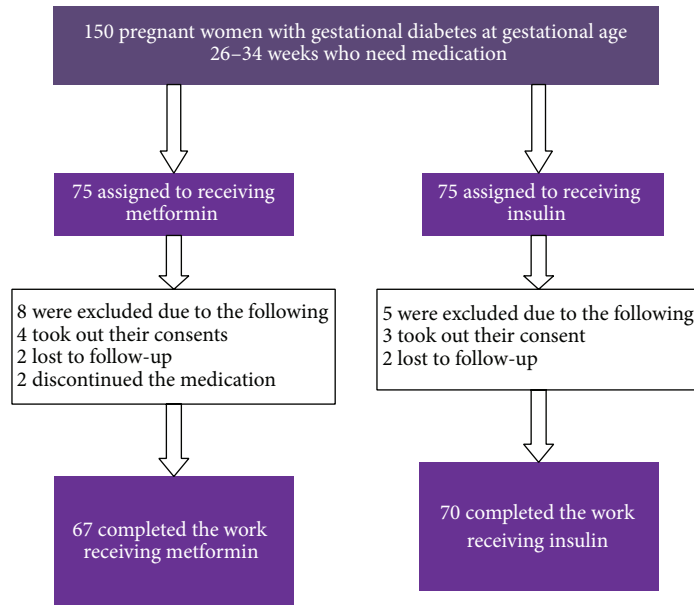 150 pregnant women with gestational diabetes at gestational age
26–34 weeks who need medication
75 assigned to receiving
metformin
75 assigned to receiving
insulin
8 were excluded due to the following
4 took out their consents
2 lost to follow-up
2 discontinued the medication
5 were excluded due to the following
3 took out their consent
2 lost to follow-up
67 completed the work
receiving metformin
70 completed the work
receiving insulin